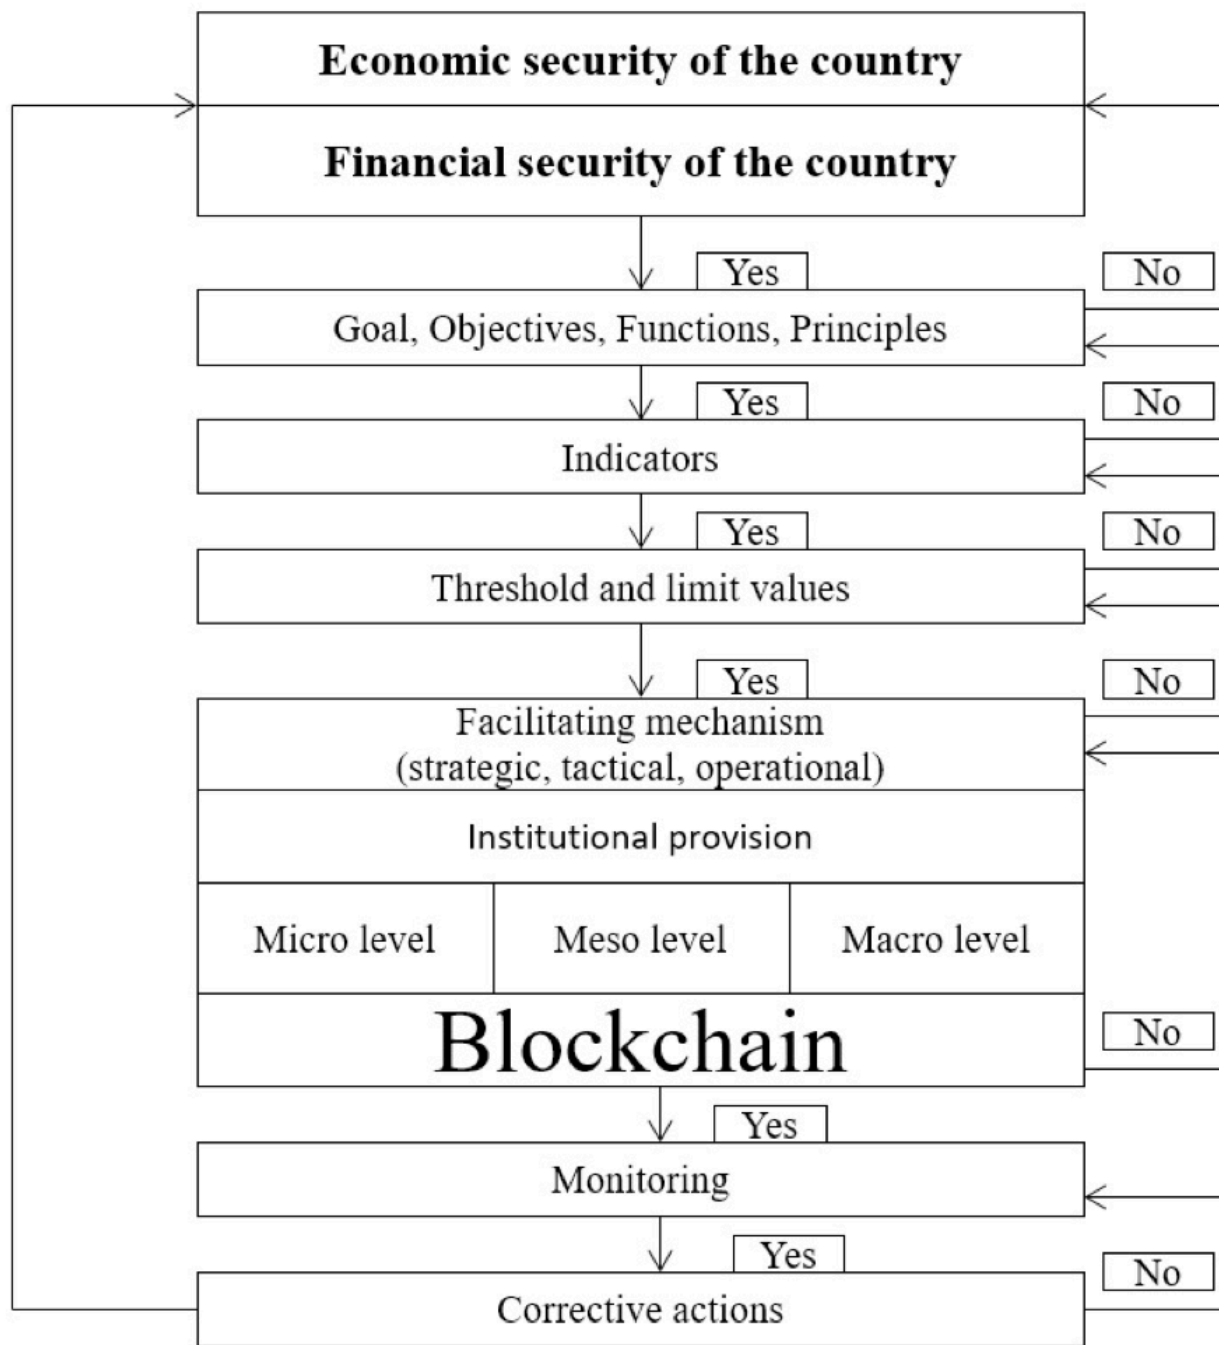 Economic security of the country
Financial security of the country
Yes
No
Goal, Objectives, Functions, Principles
Yes
No
Indicators
Yes
No
Threshold and limit values
Yes
No
Facilitating mechanism
(strategic, tactical, operational)
Institutional provision
Micro level
Meso level
Macro level
Blockchain
No
Yes
Monitoring
Yes
No
Corrective actions